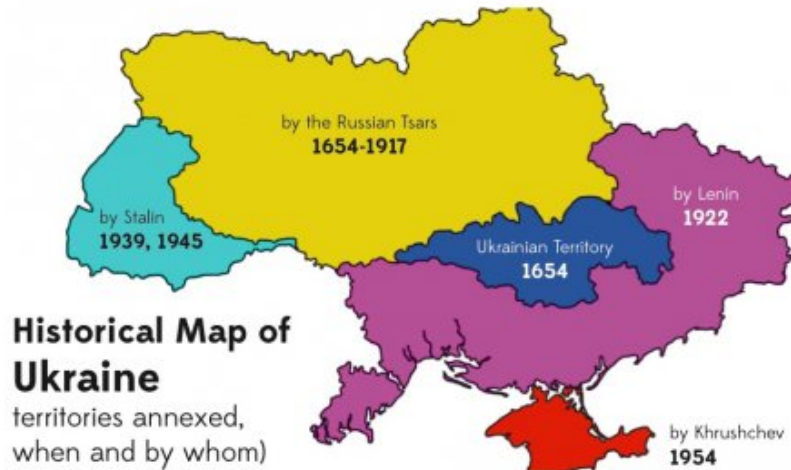 by the Russian Tsars
1654-1917
by Lenin
1922
by Stalin
1939, 1945
Ukrainian Territory
1654
Historical Map of
Ukraine
territories annexed,
when and by whom)
by Khrushchev
1954